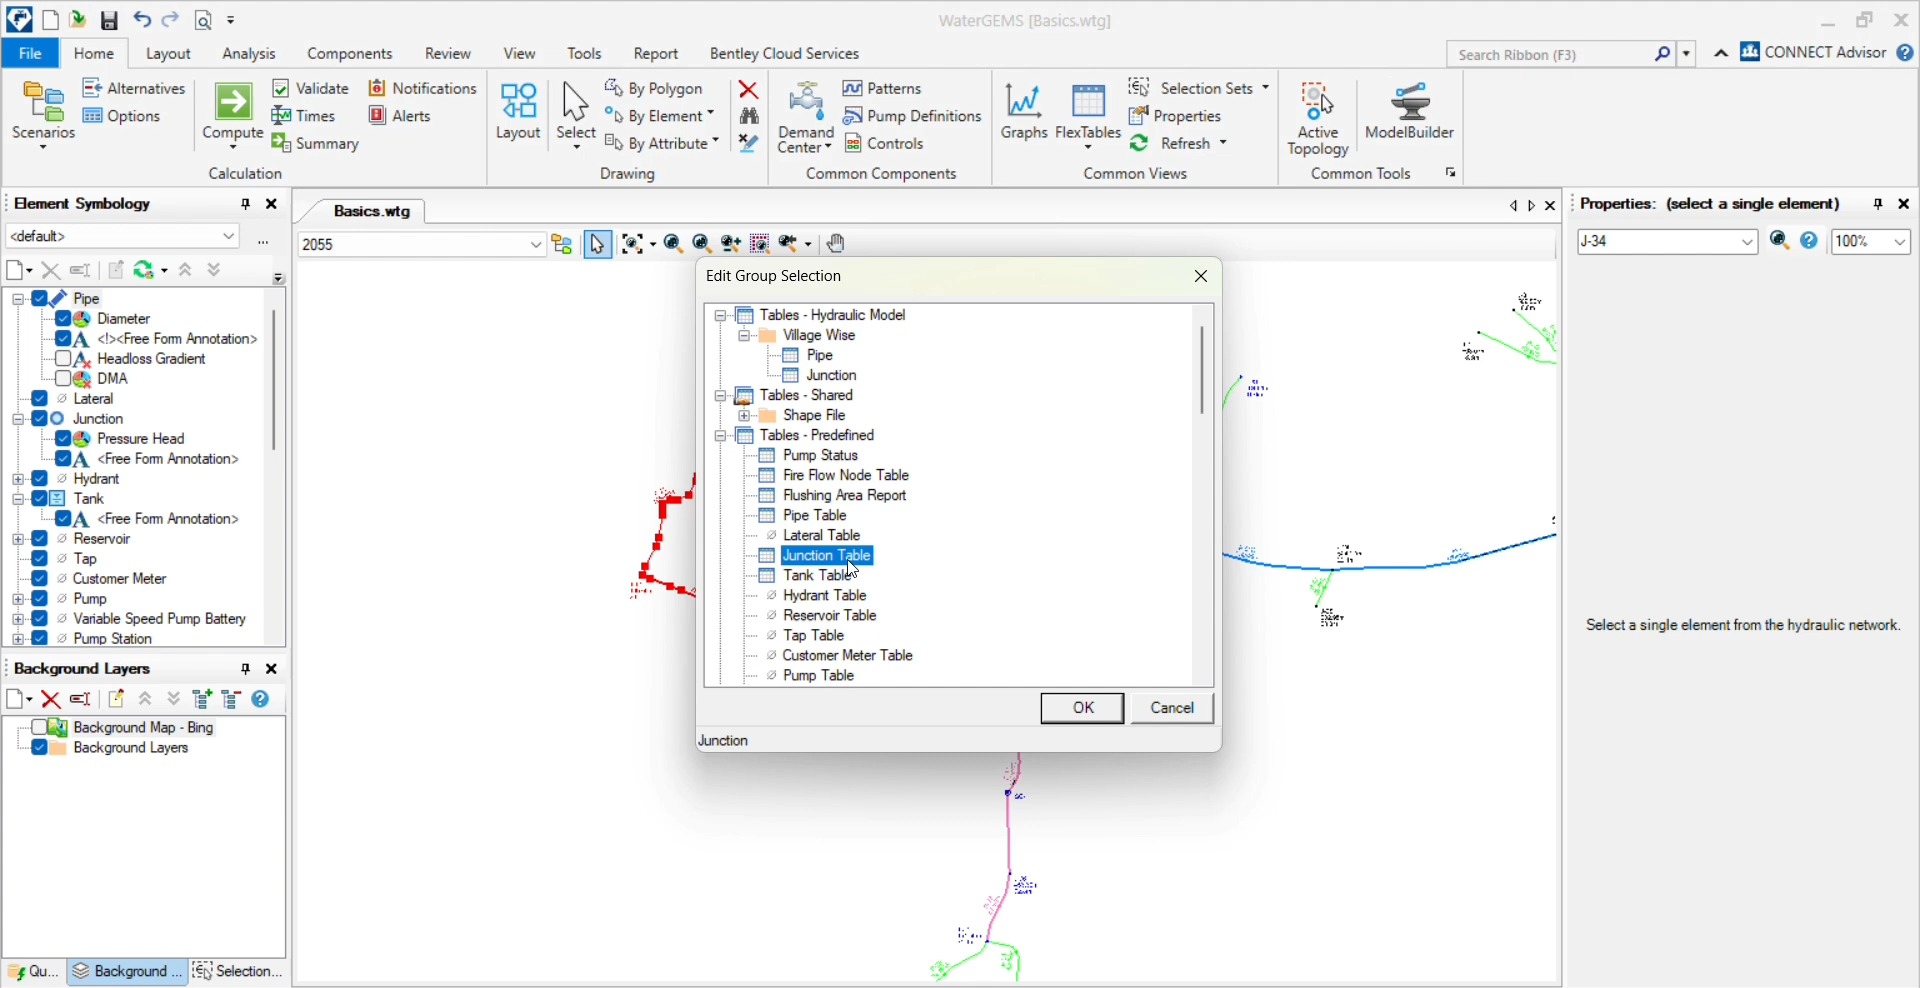 WaterGEMS [Basics.wtg]
File Home Layout Analysis Components Review View Tools Report Bentley Cloud Services
Search Ribbon (F3)
CONNECT Advisor
Scenarios
Alternatives
Options
Compute
Validate
Times
Summary
Notifications
Alerts
Calculation
Layout
Select
By Polygon
By Element
By Attribute
Drawing
Demand
Center
Patterns
Pump Definitions
Controls
Common Components
Graphs
FlexTables
Selection Sets
Properties
Refresh
Common Views
Active
Topology
ModelBuilder
Common Tools
Element Symbology
<default>
...
Pipe
Diameter
<!><Free Form Annotation>
Headloss Gradient
DMA
Lateral
Junction
Pressure Head
<Free Form Annotation>
Hydrant
Tank
<Free Form Annotation>
Reservoir
Tap
Customer Meter
Pump
Variable Speed Pump Battery
Pump Station
Background Layers
Background Map - Bing
Background Layers
Qu...
Background ...
Selection...
Basics.wtg
2055
Edit Group Selection
Tables - Hydraulic Model
Village Wise
Pipe
Junction
Tables - Shared
Shape File
Tables - Predefined
Pump Status
Fire Flow Node Table
Flushing Area Report
Pipe Table
Lateral Table
Junction Table
Tank Table
Hydrant Table
Reservoir Table
Tap Table
Customer Meter Table
Pump Table
OK
Cancel
Junction
Properties: (select a single element)
J-34
100%
Select a single element from the hydraulic network.